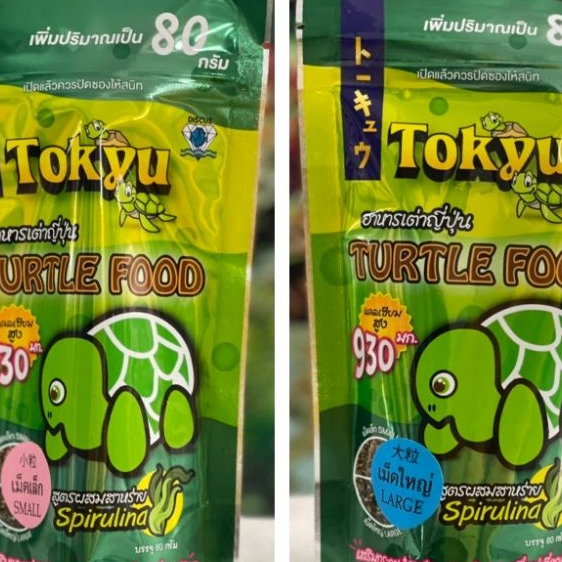 เพิ่มปริมาณเป็น 80 กรัม
เปิดแล้วควรปิดซองให้สนิท
DISCUS
TOKYU
อาหารเต่าญี่ปุ่น
TURTLE FOOD
แคลเซียม
สูง
930 มก.
小粒
เม็ดเล็ก
SMALL
สูตรผสมสาหร่าย
Spirulina
บรรจุ 80 กรัม
เพิ่มปริมาณเป็น 8
เปิดแล้วควรปิดซองให้สนิท
トーキュウ
TOKYU
อาหารเต่าญี่ปุ่น
TURTLE FOO
แคลเซียม
สูง
930 มก.
大粒
เม็ดใหญ่
LARGE
สูตรผสมสาหร่าย
Spirulina
บรรจุ 80 กรัม